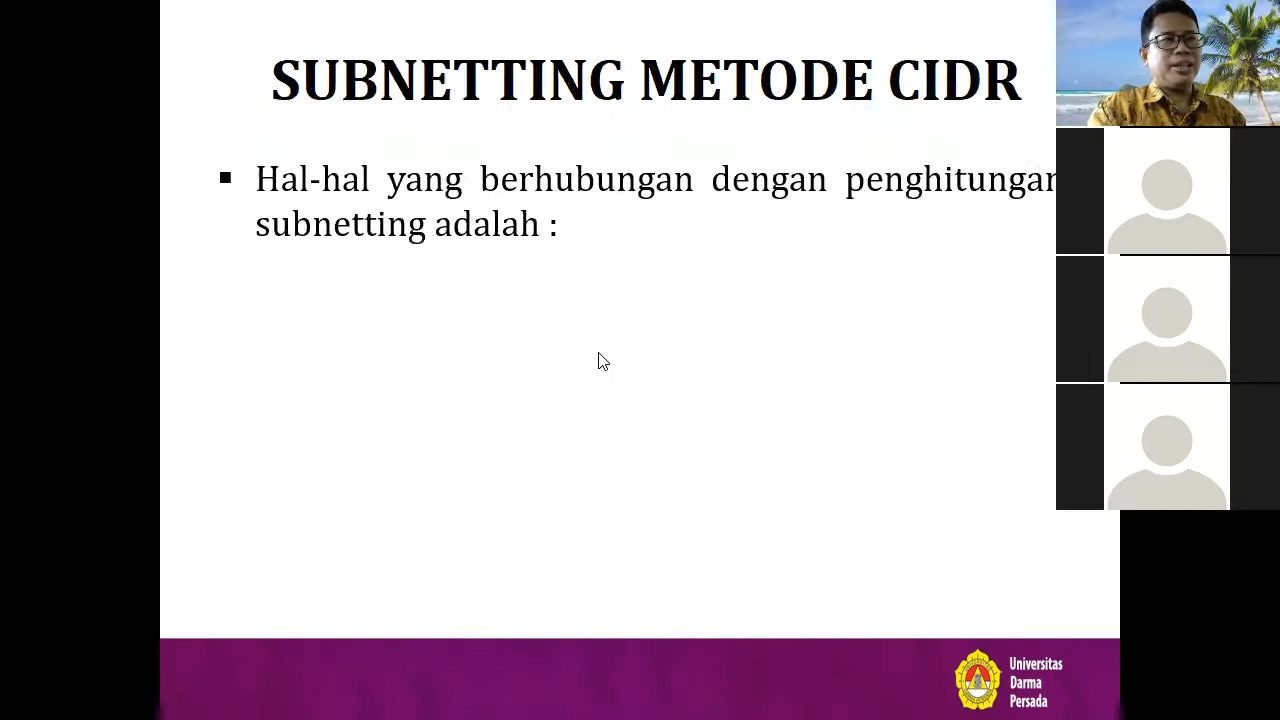 SUBNETTING METODE CIDR
▪ Hal-hal yang berhubungan dengan penghitungan
subnetting adalah :
Universitas
Darma
Persada